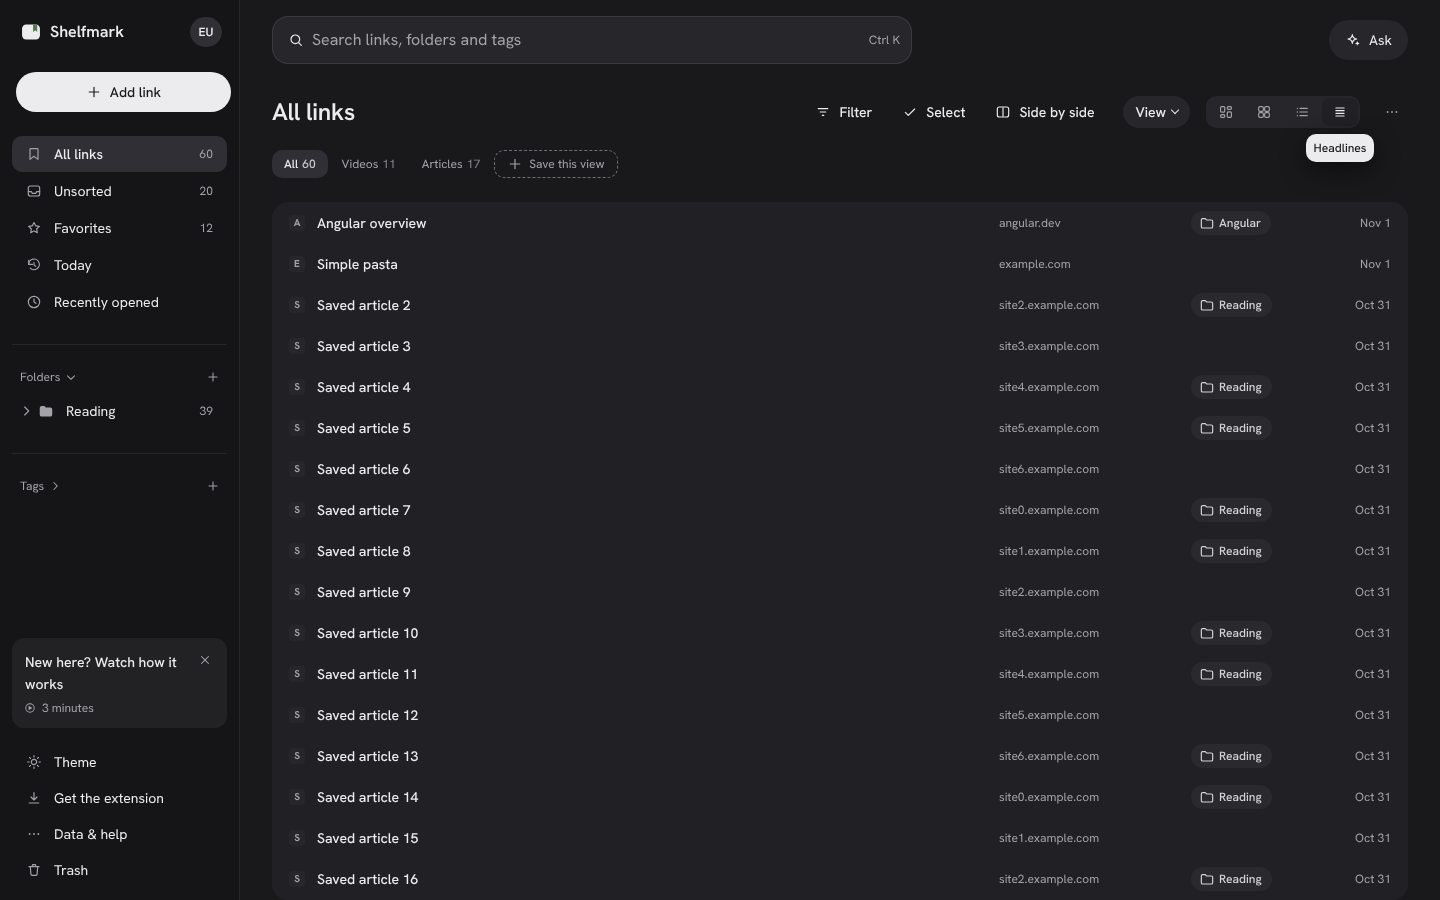 Shelfmark
EU
Add link
All links 60
Unsorted 20
Favorites 12
Today
Recently opened
Folders
Reading 39
Tags
New here? Watch how it
works
3 minutes
Theme
Get the extension
Data & help
Trash
Search links, folders and tags Ctrl K
Ask
All links
Filter Select Side by side View
Headlines
All 60 Videos 11 Articles 17 Save this view
A Angular overview angular.dev Angular Nov 1
E Simple pasta example.com Nov 1
S Saved article 2 site2.example.com Reading Oct 31
S Saved article 3 site3.example.com Oct 31
S Saved article 4 site4.example.com Reading Oct 31
S Saved article 5 site5.example.com Reading Oct 31
S Saved article 6 site6.example.com Oct 31
S Saved article 7 site0.example.com Reading Oct 31
S Saved article 8 site1.example.com Reading Oct 31
S Saved article 9 site2.example.com Oct 31
S Saved article 10 site3.example.com Reading Oct 31
S Saved article 11 site4.example.com Reading Oct 31
S Saved article 12 site5.example.com Oct 31
S Saved article 13 site6.example.com Reading Oct 31
S Saved article 14 site0.example.com Reading Oct 31
S Saved article 15 site1.example.com Oct 31
S Saved article 16 site2.example.com Reading Oct 31